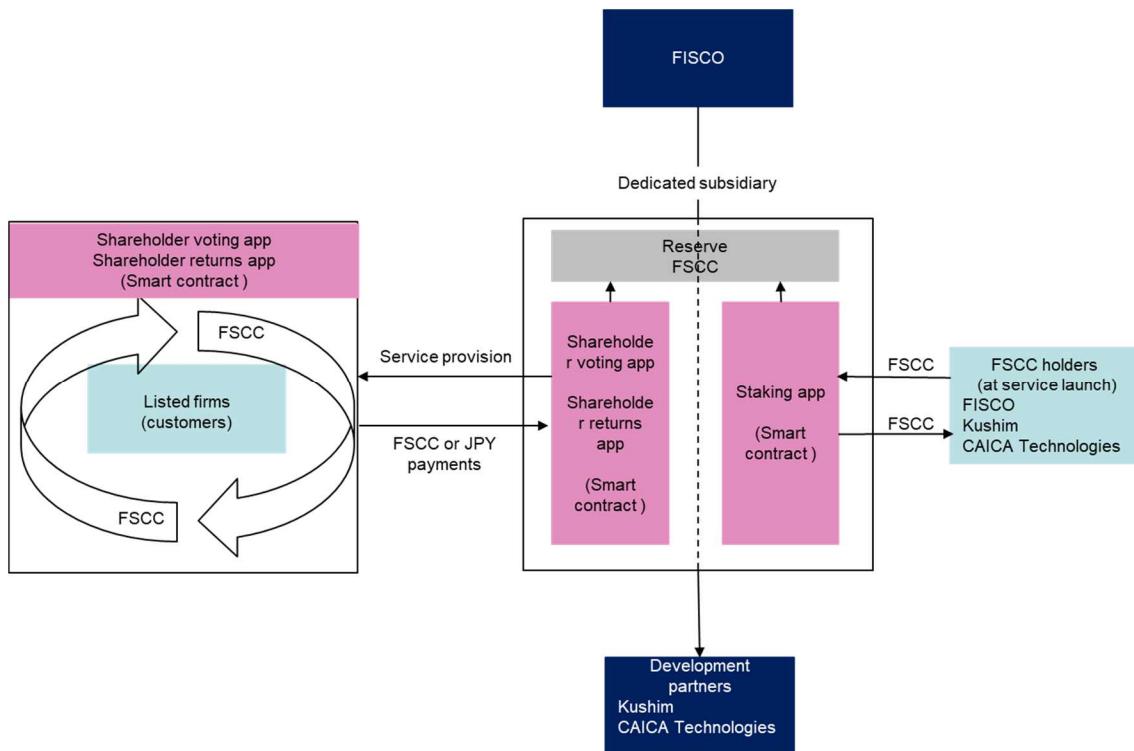 FISCO
Dedicated subsidiary
Shareholder voting app
Shareholder returns app
(Smart contract )
FSCC
Listed firms
(customers)
FSCC
Service provision
FSCC or JPY
payments
Reserve
FSCC
Shareholde
r voting app
Shareholde
r returns
app
(Smart
contract )
Staking app
(Smart
contract )
FSCC
FSCC
FSCC holders
(at service launch)
FISCO
Kushim
CAICA Technologies
Development
partners
Kushim
CAICA Technologies